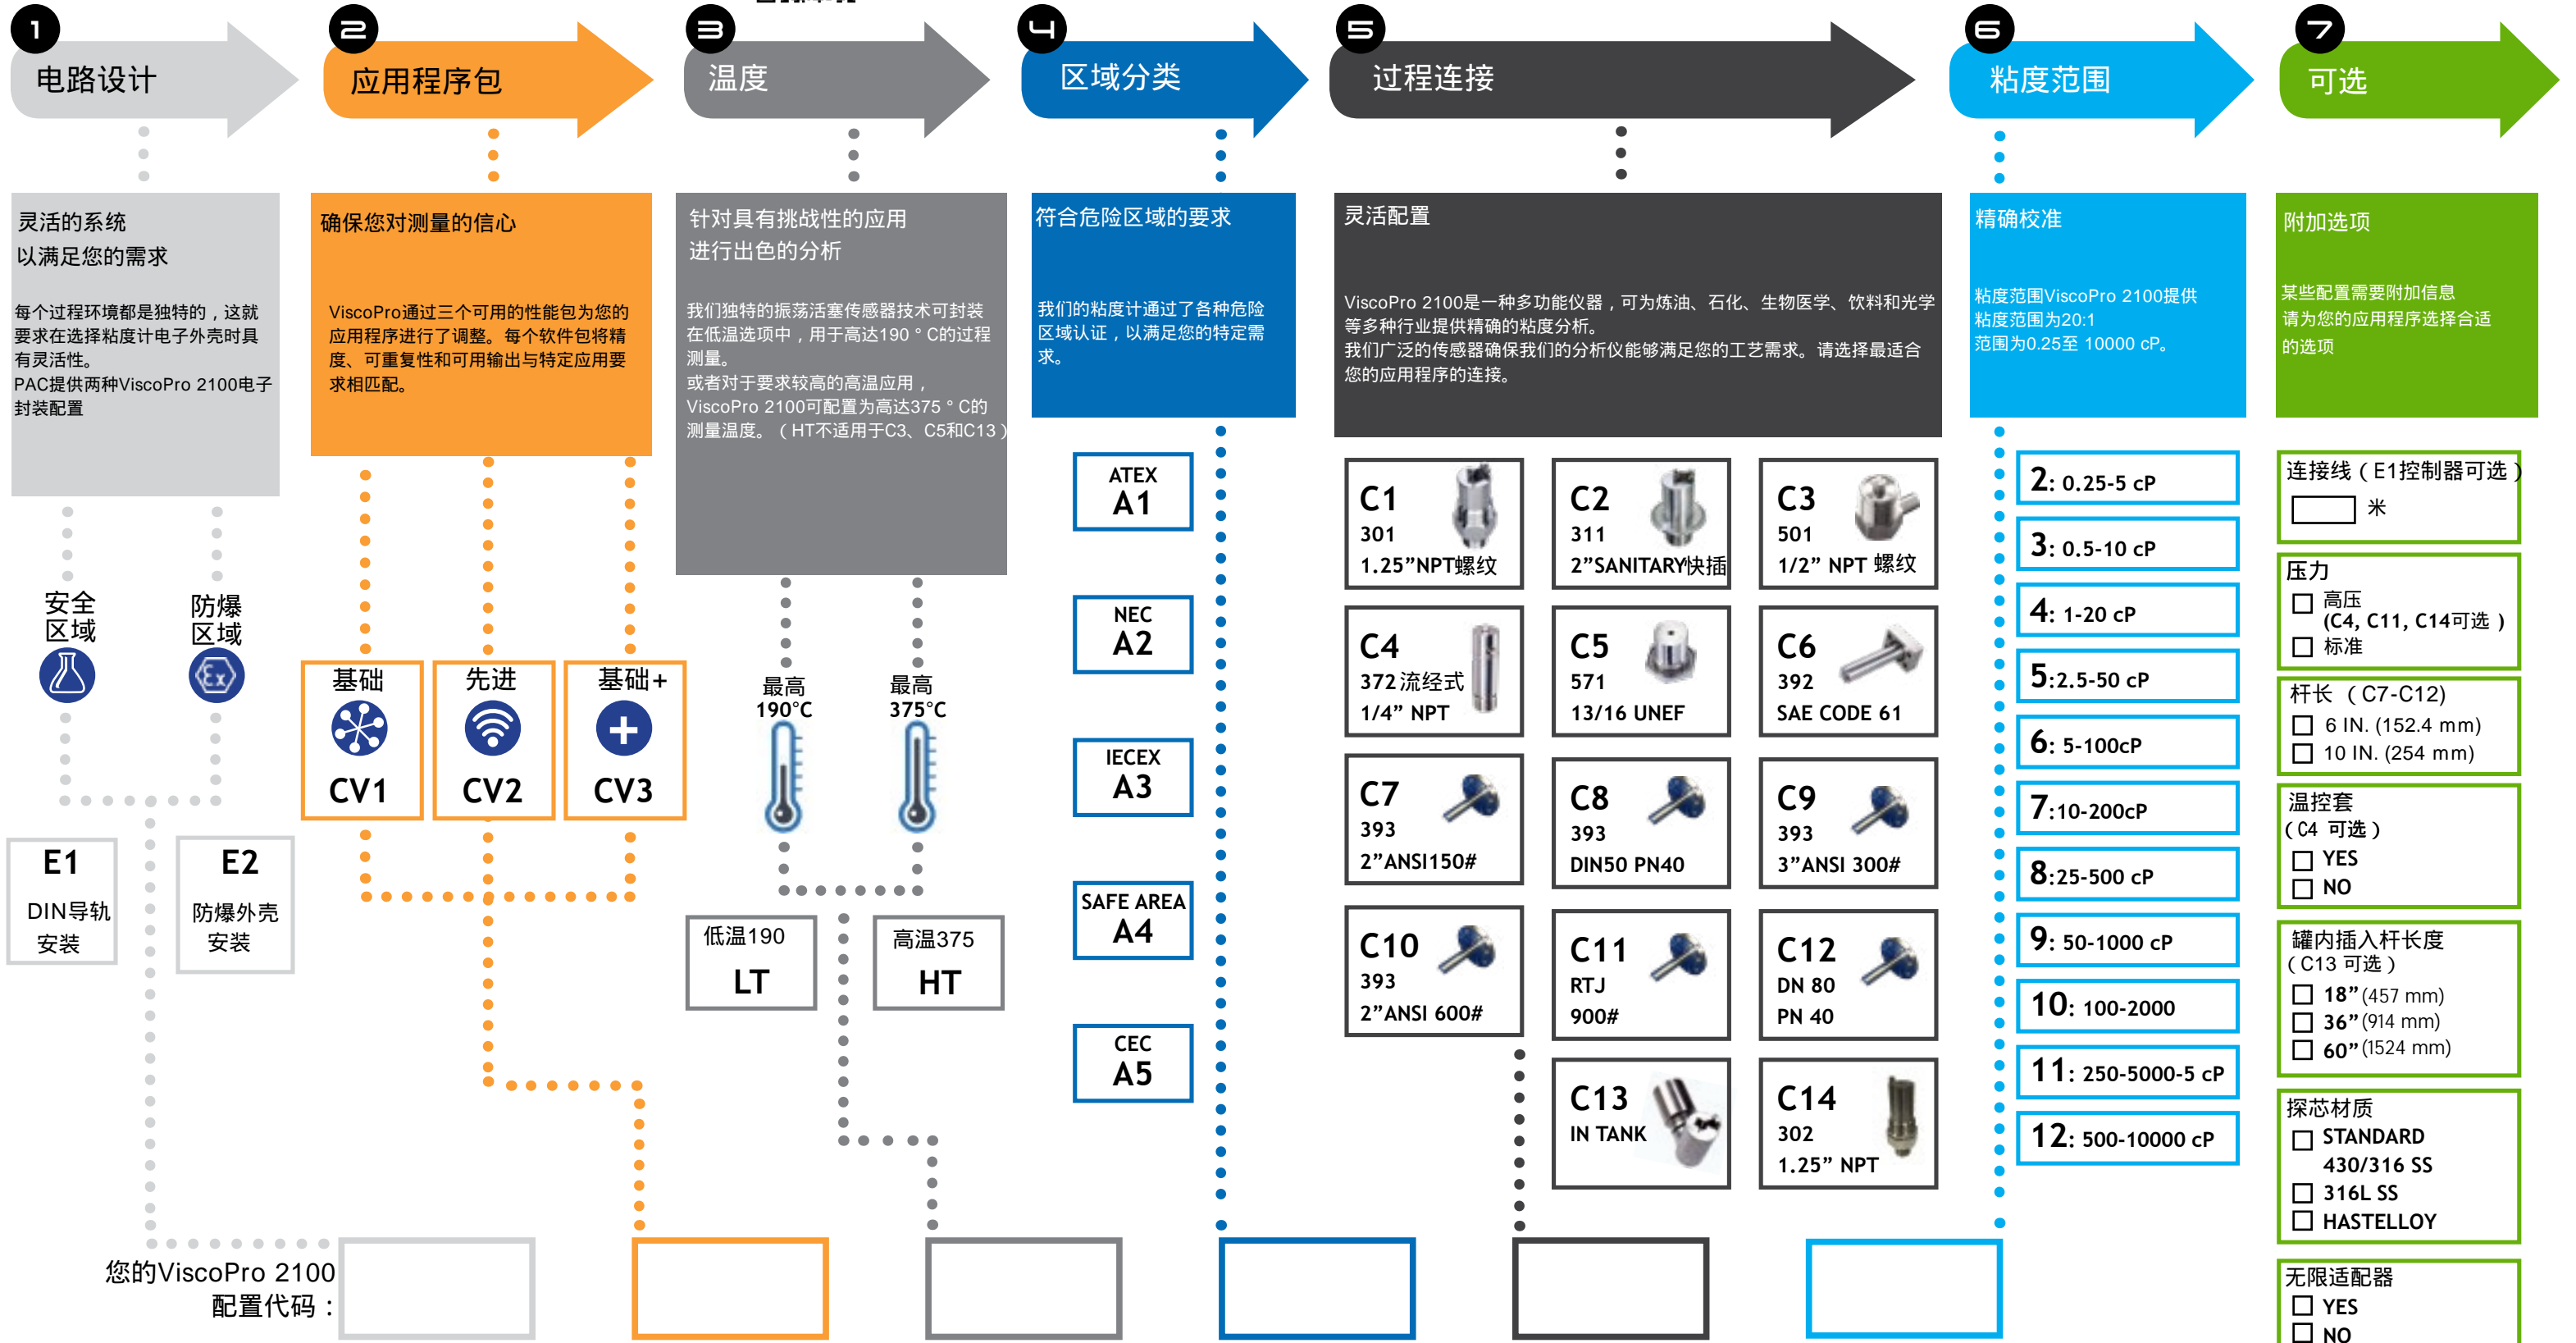 1
电路设计
灵活的系统
以满足您的需求
每个过程环境都是独特的，这就
要求在选择粘度计电子外壳时具
有灵活性。
PAC提供两种ViscoPro 2100电子
封装配置
安全
区域
防爆
区域
Ex
E1
DIN导轨
安装
E2
防爆外壳
安装
2
应用程序包
确保您对测量的信心
ViscoPro通过三个可用的性能包为您的
应用程序进行了调整。每个软件包将精
度、可重复性和可用输出与特定应用要
求相匹配。
基础
CV1
先进
CV2
基础+
CV3
3
温度
针对具有挑战性的应用
进行出色的分析
我们独特的振荡活塞传感器技术可封装
在低温选项中，用于高达190 ° C的过程
测量。
或者对于要求较高的高温应用，
ViscoPro 2100可配置为高达375 ° C的
测量温度。（HT不适用于C3、C5和C13）
最高
190°C
最高
375°C
低温190
LT
高温375
HT
4
区域分类
符合危险区域的要求
我们的粘度计通过了各种危险
区域认证，以满足您的特定需
求。
ATEX
A1
NEC
A2
IECEX
A3
SAFE AREA
A4
CEC
A5
5
过程连接
灵活配置
ViscoPro 2100是一种多功能仪器，可为炼油、石化、生物医学、饮料和光学
等多种行业提供精确的粘度分析。
我们广泛的传感器确保我们的分析仪能够满足您的工艺需求。请选择最适合
您的应用程序的连接。
C1
301
1.25”NPT螺纹
C2
311
2”SANITARY快插
C3
501
1/2” NPT 螺纹
C4
372 流经式
1/4” NPT
C5
571
13/16 UNEF
C6
392
SAE CODE 61
C7
393
2”ANSI150#
C8
393
DIN50 PN40
C9
393
3”ANSI 300#
C10
393
2”ANSI 600#
C11
RTJ
900#
C12
DN 80
PN 40
C13
IN TANK
C14
302
1.25” NPT
6
粘度范围
精确校准
粘度范围ViscoPro 2100提供
粘度范围为20:1
范围为0.25至 10000 cP。
2: 0.25-5 cP
3: 0.5-10 cP
4: 1-20 cP
5:2.5-50 cP
6: 5-100cP
7:10-200cP
8:25-500 cP
9: 50-1000 cP
10: 100-2000
11: 250-5000-5 cP
12: 500-10000 cP
7
可选
附加选项
某些配置需要附加信息
请为您的应用程序选择合适
的选项
连接线（E1控制器可选）
米
压力
高压
(C4, C11, C14可选 )
标准
杆长 （C7-C12)
6 IN. (152.4 mm)
10 IN. (254 mm)
温控套
（C4 可选）
YES
NO
罐内插入杆长度
（C13 可选）
18”(457 mm)
36”(914 mm)
60”(1524 mm)
探芯材质
STANDARD
430/316 SS
316L SS
HASTELLOY
无限适配器
YES
NO
您的ViscoPro 2100
配置代码：